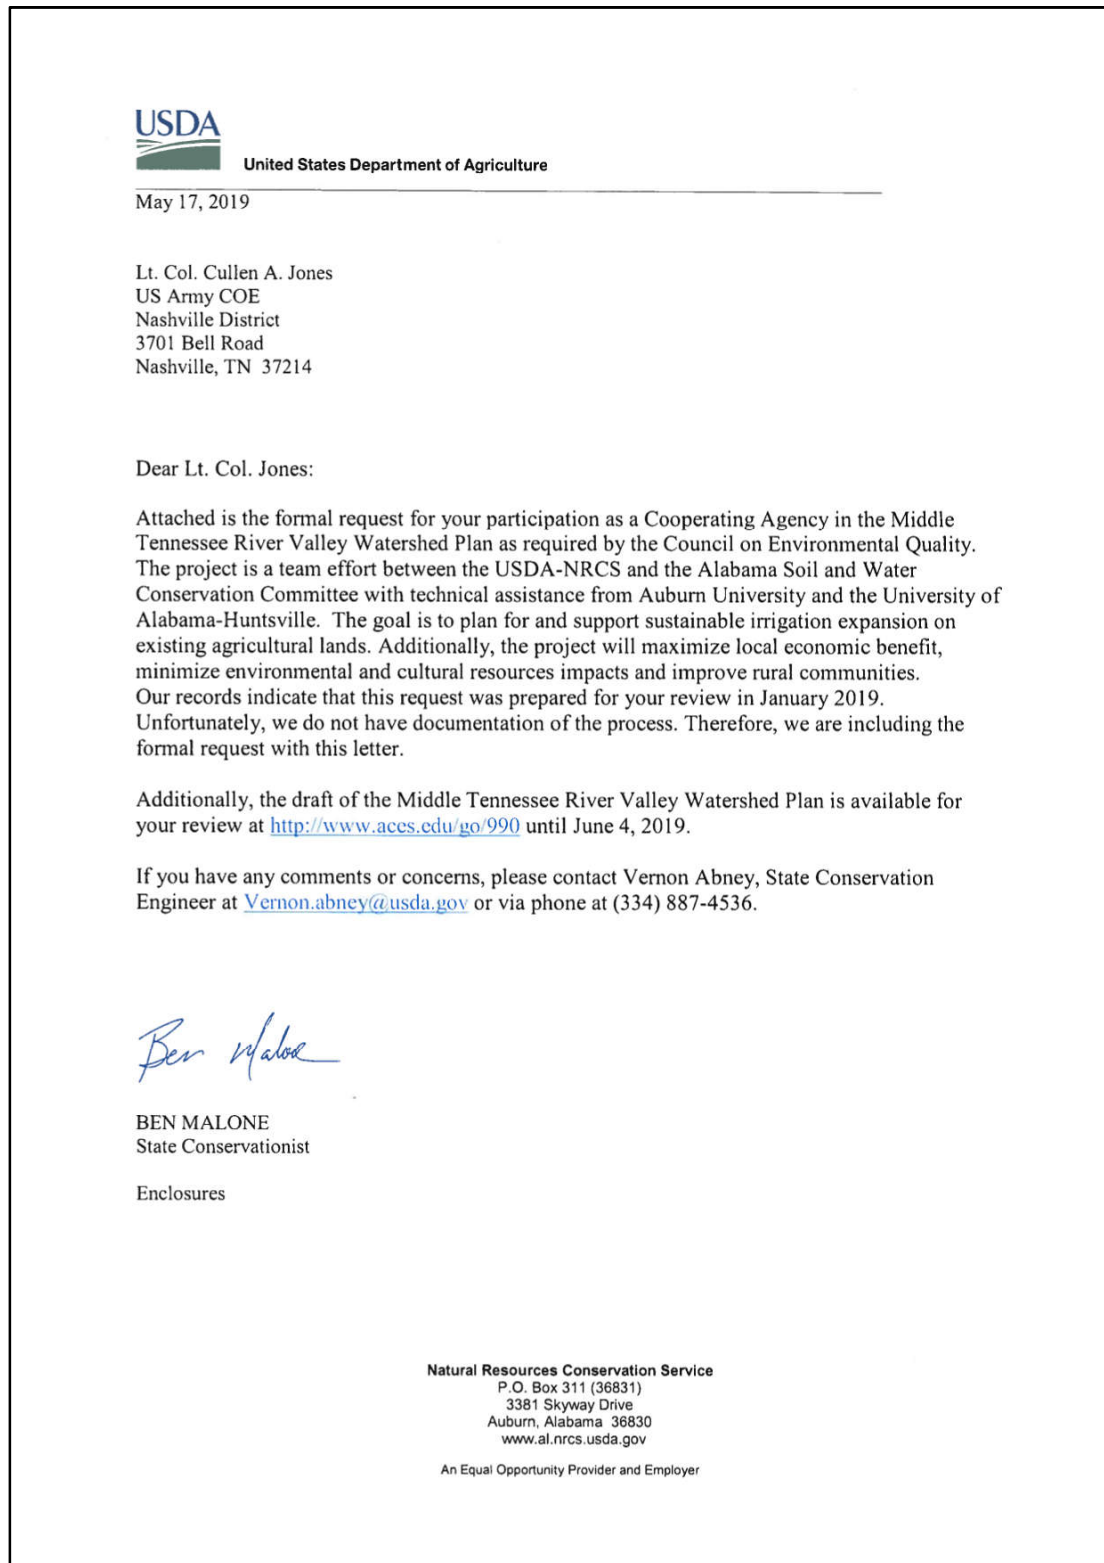 USDA
United States Department of Agriculture
May 17, 2019
Lt. Col. Cullen A. Jones
US Army COE
Nashville District
3701 Bell Road
Nashville, TN  37214
Dear Lt. Col. Jones:
Attached is the formal request for your participation as a Cooperating Agency in the Middle
Tennessee River Valley Watershed Plan as required by the Council on Environmental Quality.
The project is a team effort between the USDA-NRCS and the Alabama Soil and Water
Conservation Committee with technical assistance from Auburn University and the University of
Alabama-Huntsville.  The goal is to plan for and support sustainable irrigation expansion on
existing agricultural lands. Additionally, the project will maximize local economic benefit,
minimize environmental and cultural resources impacts and improve rural communities.
Our records indicate that this request was prepared for your review in January 2019.
Unfortunately, we do not have documentation of the process. Therefore, we are including the
formal request with this letter.
Additionally, the draft of the Middle Tennessee River Valley Watershed Plan is available for
your review at http://www.aces.edu/go/990 until June 4, 2019.
If you have any comments or concerns, please contact Vernon Abney, State Conservation
Engineer at Vernon.abney@usda.gov or via phone at (334) 887-4536.
Ben Malone
BEN MALONE
State Conservationist
Enclosures
Natural Resources Conservation Service
P.O. Box 311 (36831)
3381 Skyway Drive
Auburn, Alabama  36830
www.al.nrcs.usda.gov
An Equal Opportunity Provider and Employer